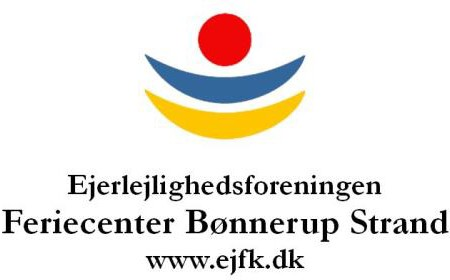 Ejerlejlighedsforeningen
Feriecenter Bønnerup Strand
www.ejfk.dk